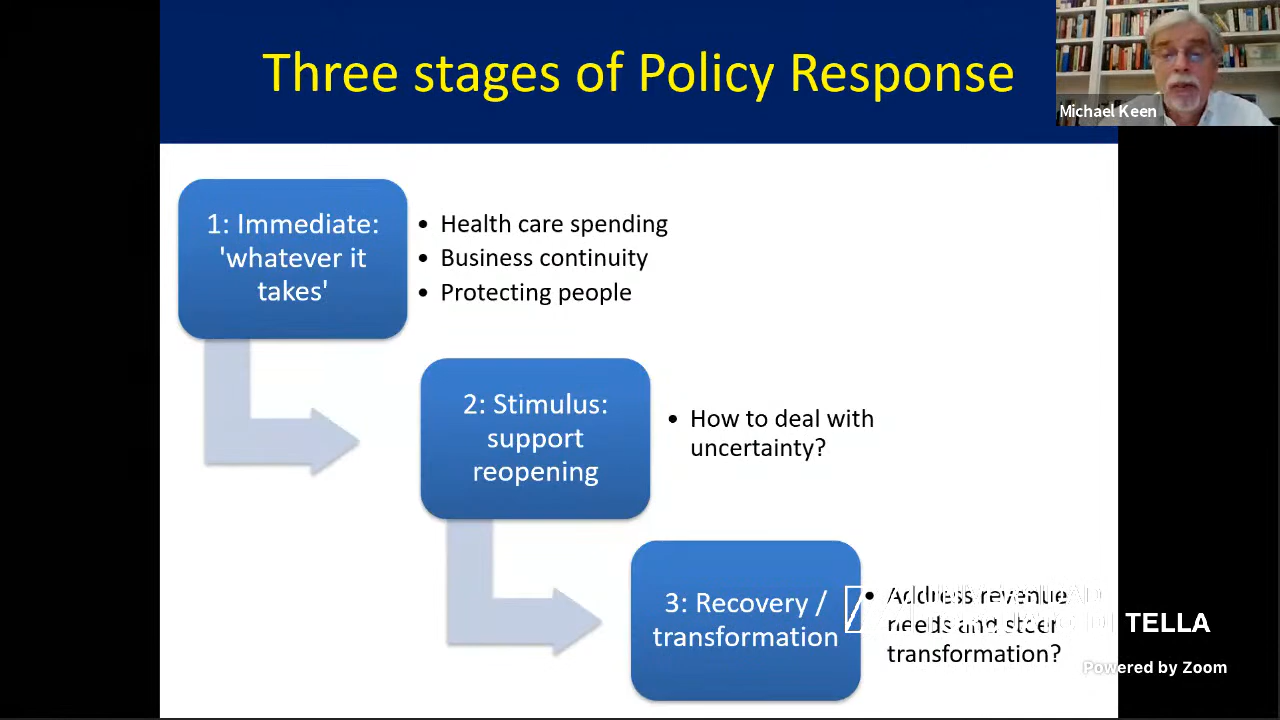 Three stages of Policy Response
Michael Keen
1: Immediate:
'whatever it
takes'
• Health care spending
• Business continuity
• Protecting people
2: Stimulus:
support
reopening
• How to deal with
uncertainty?
3: Recovery /
transformation
• Address revenue
needs and steer
transformation?
TELLA
Powered by Zoom